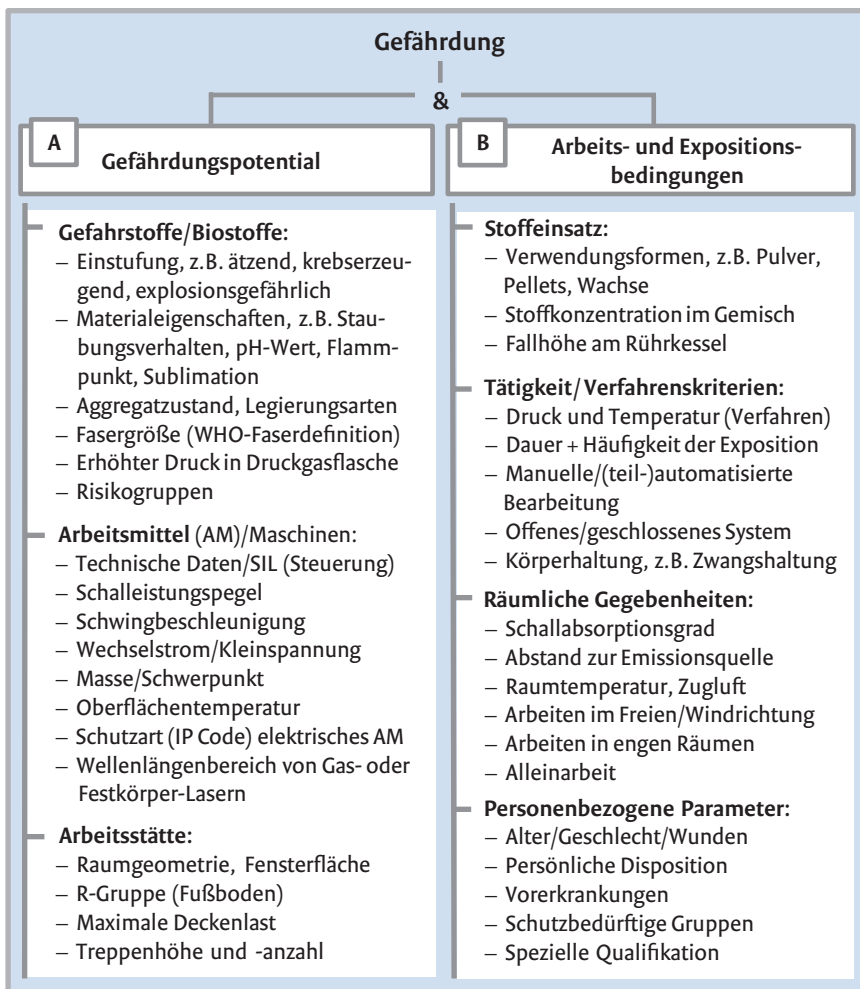 Gefährdung
&
A
Gefährdungspotential
Gefahrstoffe/Biostoffe:
– Einstufung, z.B. ätzend, krebserzeu-
gend, explosionsgefährlich
– Materialeigenschaften, z.B. Stau-
bungsverhalten, pH-Wert, Flamm-
punkt, Sublimation
– Aggregatzustand, Legierungsarten
– Fasergröße (WHO-Faserdefinition)
– Erhöhter Druck in Druckgasflasche
– Risikogruppen
Arbeitsmittel (AM)/Maschinen:
– Technische Daten/SIL (Steuerung)
– Schalleistungspegel
– Schwingbeschleunigung
– Wechselstrom/Kleinspannung
– Masse/Schwerpunkt
– Oberflächentemperatur
– Schutzart (IP Code) elektrisches AM
– Wellenlängenbereich von Gas- oder
Festkörper-Lasern
Arbeitsstätte:
– Raumgeometrie, Fensterfläche
– R-Gruppe (Fußboden)
– Maximale Deckenlast
– Treppenhöhe und -anzahl
B
Arbeits- und Expositions-
bedingungen
Stoffeinsatz:
– Verwendungsformen, z.B. Pulver,
Pellets, Wachse
– Stoffkonzentration im Gemisch
– Fallhöhe am Rührkessel
Tätigkeit/Verfahrenskriterien:
– Druck und Temperatur (Verfahren)
– Dauer + Häufigkeit der Exposition
– Manuelle/(teil-)automatisierte
Bearbeitung
– Offenes/geschlossenes System
– Körperhaltung, z.B. Zwangshaltung
Räumliche Gegebenheiten:
– Schallabsorptionsgrad
– Abstand zur Emissionsquelle
– Raumtemperatur, Zugluft
– Arbeiten im Freien/Windrichtung
– Arbeiten in engen Räumen
– Alleinarbeit
Personenbezogene Parameter:
– Alter/Geschlecht/Wunden
– Persönliche Disposition
– Vorerkrankungen
– Schutzbedürftige Gruppen
– Spezielle Qualifikation